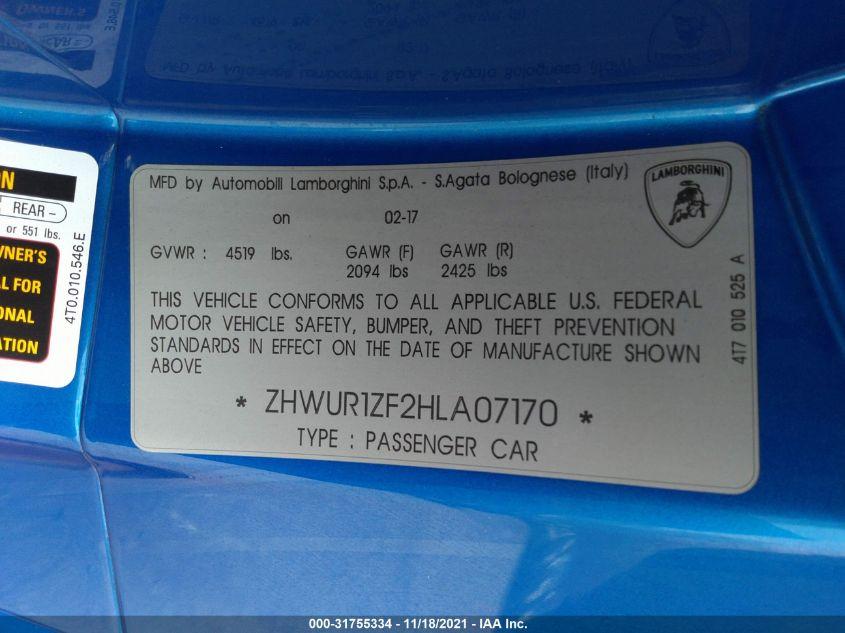 MFD by Automobili Lamborghini S.p.A. - S.Agata Bolognese (Italy)
LAMBORGHINI
on 02-17
GVWR : 4519 lbs. GAWR (F) GAWR (R)
2094 lbs 2425 lbs
THIS VEHICLE CONFORMS TO ALL APPLICABLE U.S. FEDERAL
MOTOR VEHICLE SAFETY, BUMPER, AND THEFT PREVENTION
STANDARDS IN EFFECT ON THE DATE OF MANUFACTURE SHOWN
ABOVE
* ZHWUR1ZF2HLA07170 *
TYPE : PASSENGER CAR
4T7 010 525 A
REAR
or 551 lbs.
FOR
4T0.010.546.E
000-31755334 - 11/18/2021 - IAA Inc.